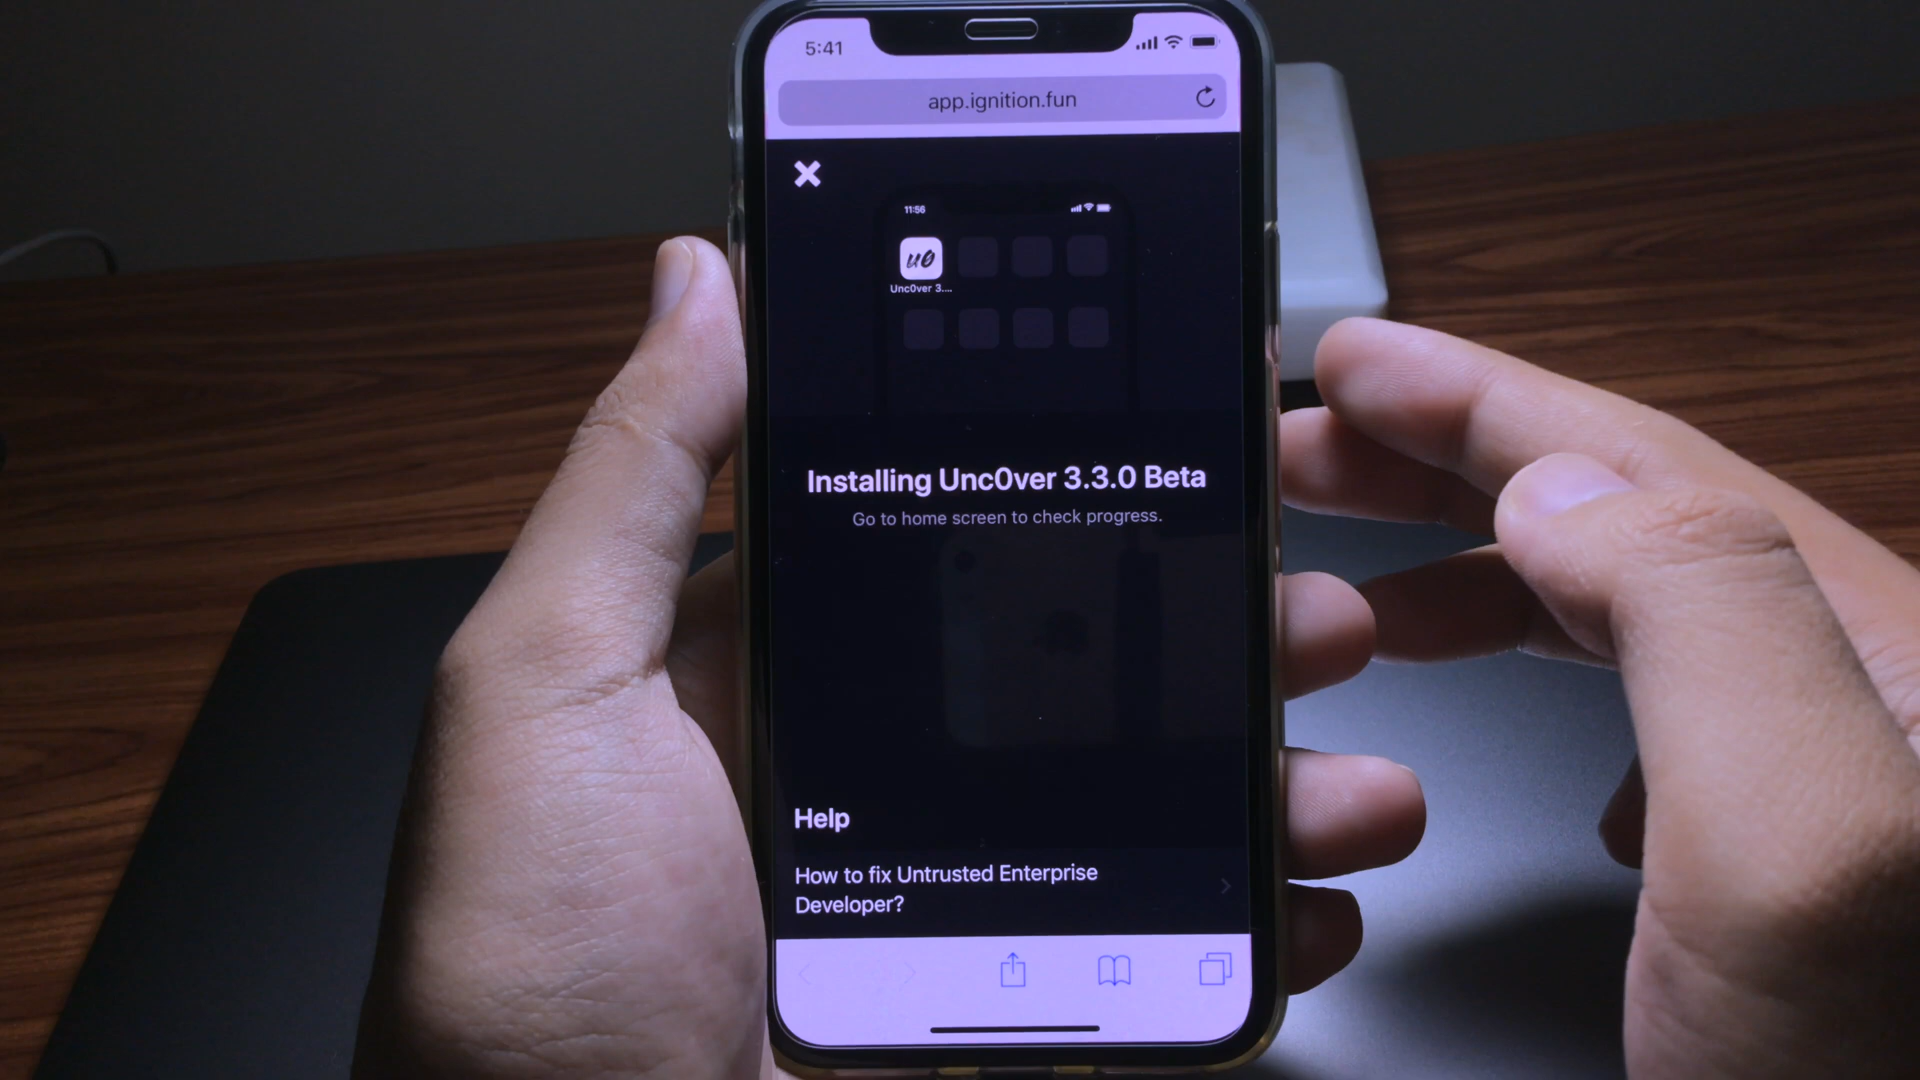 5:41
app.ignition.fun
11:56
u0
Unc0ver 3....
Installing Unc0ver 3.3.0 Beta
Go to home screen to check progress.
Help
How to fix Untrusted Enterprise
Developer?